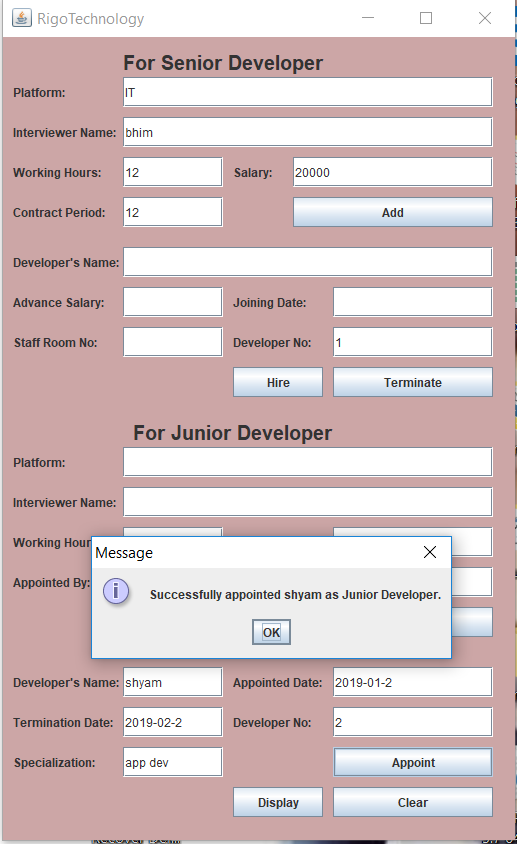 RigoTechnology
For Senior Developer
Platform: IT
Interviewer Name: bhim
Working Hours: 12 Salary: 20000
Contract Period: 12 Add
Developer's Name:
Advance Salary: Joining Date:
Staff Room No: Developer No: 1
Hire Terminate
For Junior Developer
Platform:
Interviewer Name:
Working Hour
Appointed By:
Message
Successfully appointed shyam as Junior Developer.
OK
Developer's Name: shyam Appointed Date: 2019-01-2
Termination Date: 2019-02-2 Developer No: 2
Specialization: app dev Appoint
Display Clear